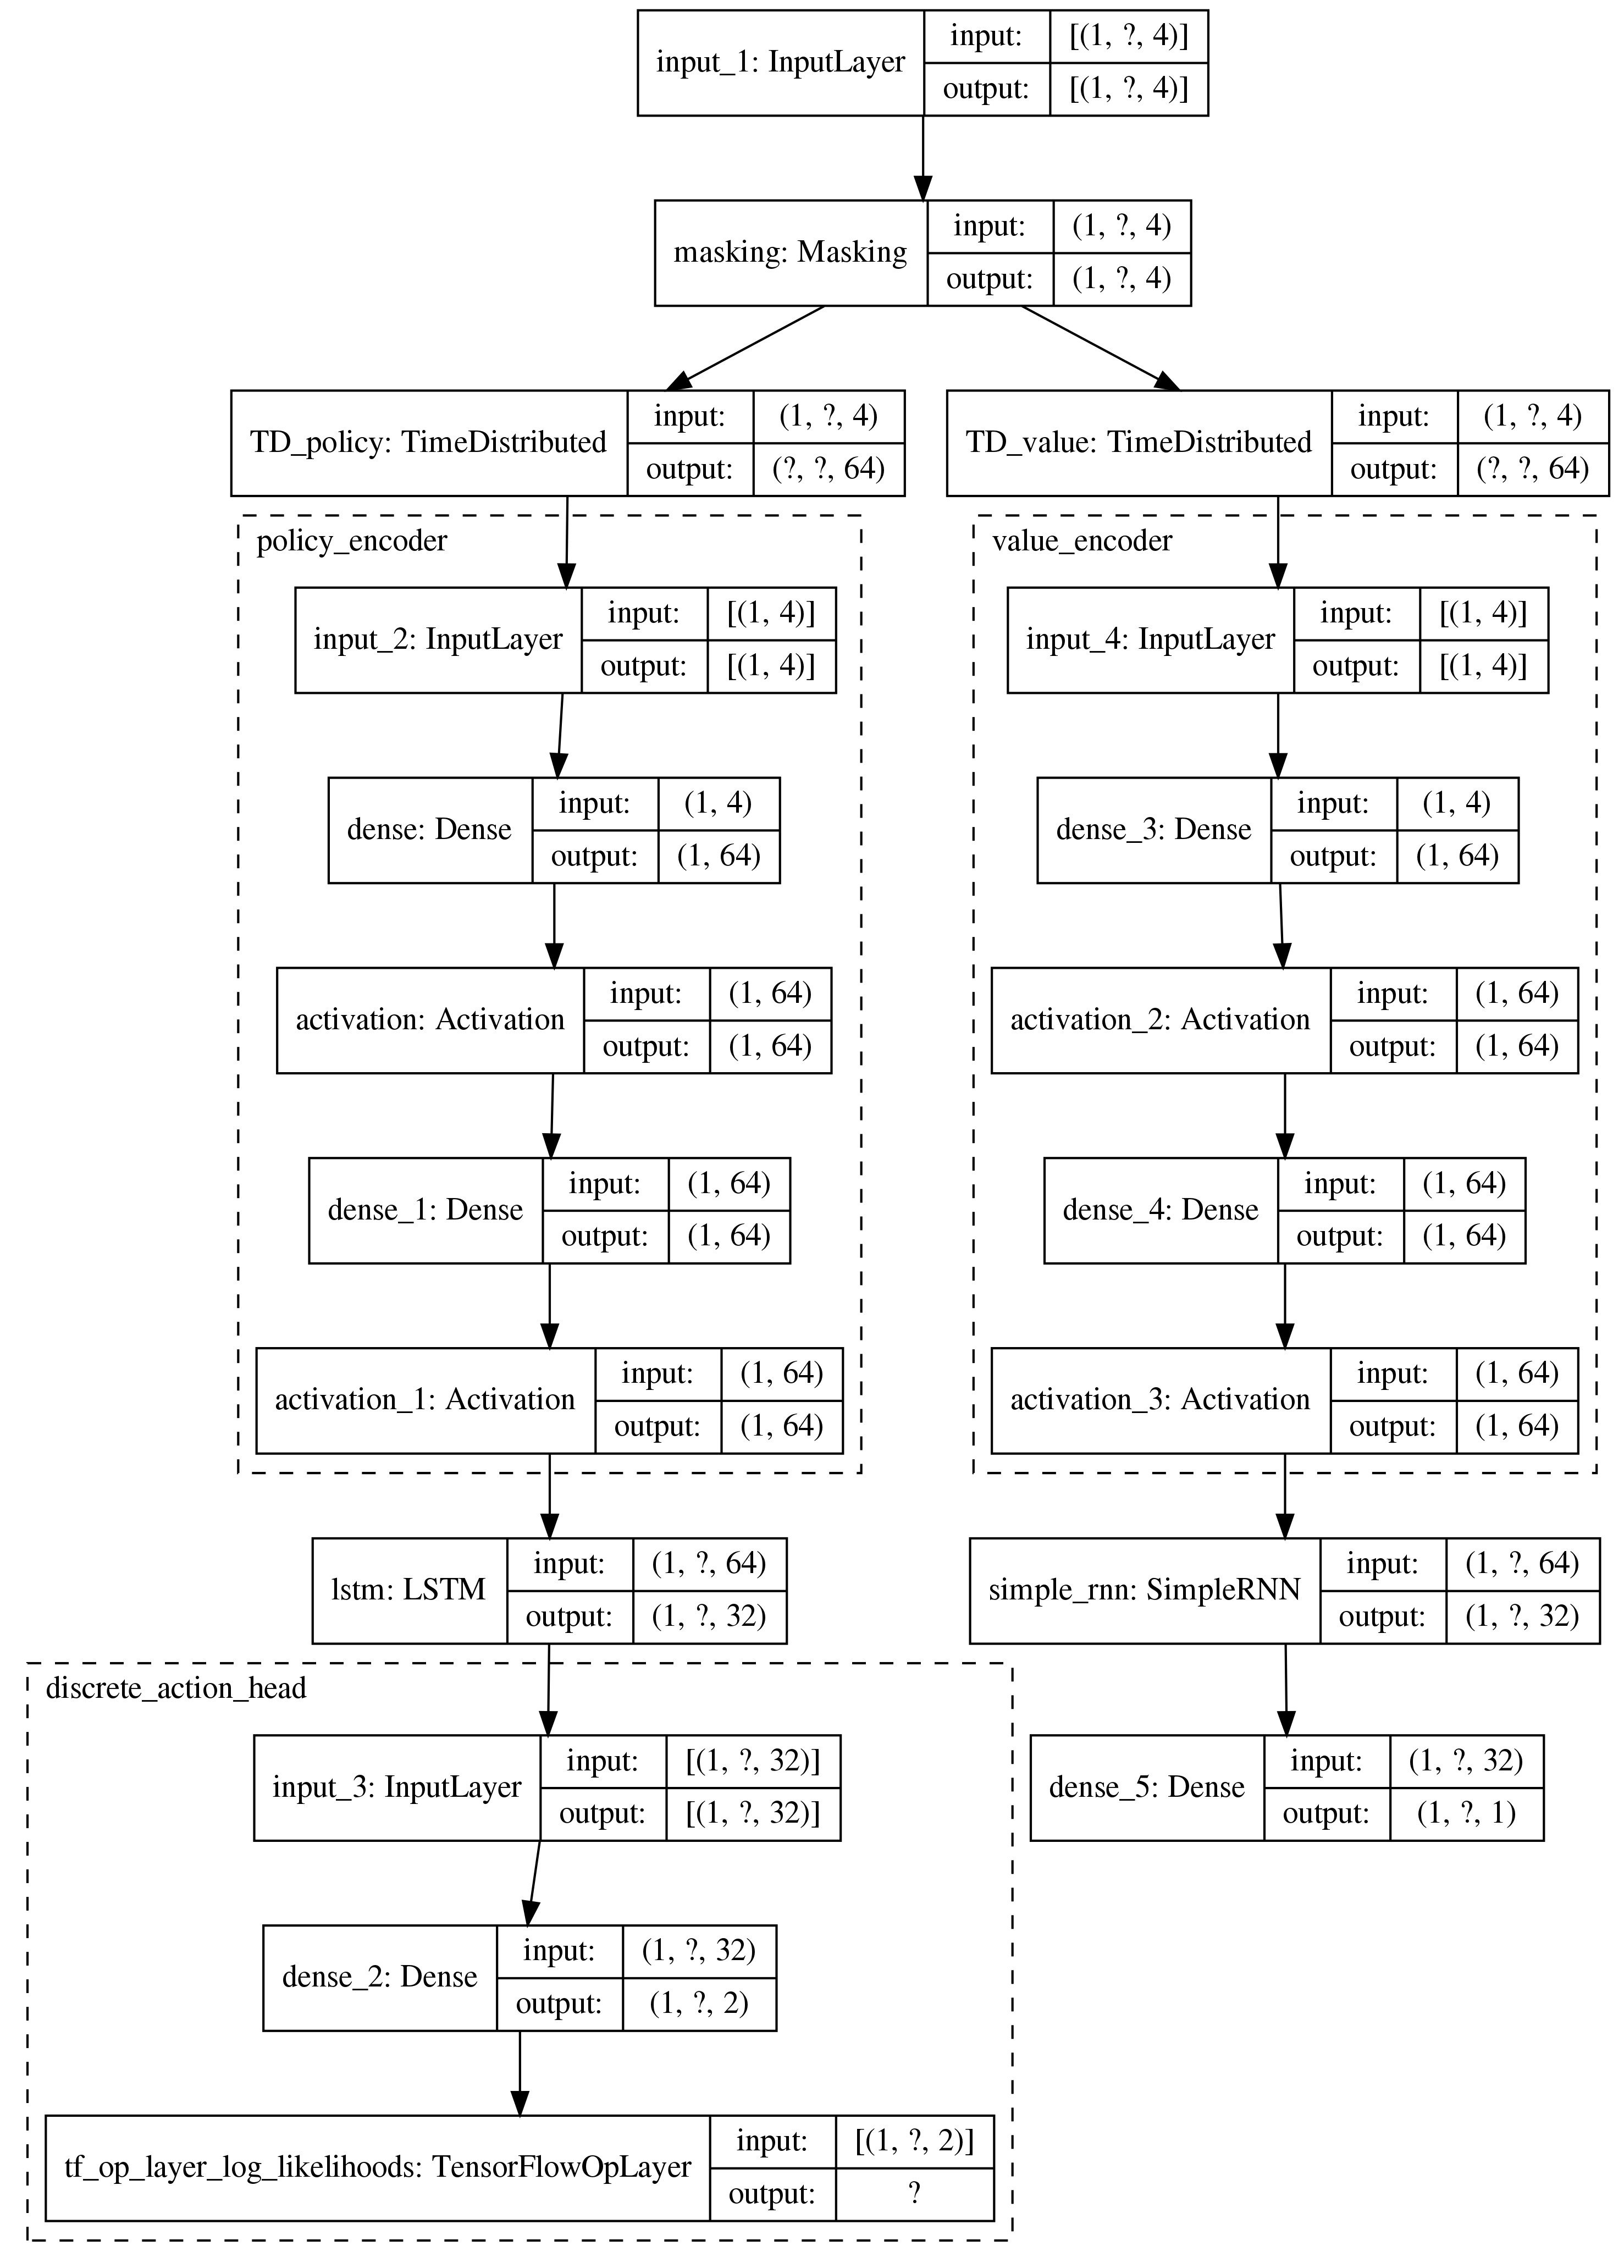 input_1: InputLayer
input:
[(1, ?, 4)]
output:
[(1, ?, 4)]
masking: Masking
input:
(1, ?, 4)
output:
(1, ?, 4)
TD_policy: TimeDistributed
input:
(1, ?, 4)
output:
(?, ?, 64)
TD_value: TimeDistributed
input:
(1, ?, 4)
output:
(?, ?, 64)
policy_encoder
input_2: InputLayer
input:
[(1, 4)]
output:
[(1, 4)]
dense: Dense
input:
(1, 4)
output:
(1, 64)
activation: Activation
input:
(1, 64)
output:
(1, 64)
dense_1: Dense
input:
(1, 64)
output:
(1, 64)
activation_1: Activation
input:
(1, 64)
output:
(1, 64)
value_encoder
input_4: InputLayer
input:
[(1, 4)]
output:
[(1, 4)]
dense_3: Dense
input:
(1, 4)
output:
(1, 64)
activation_2: Activation
input:
(1, 64)
output:
(1, 64)
dense_4: Dense
input:
(1, 64)
output:
(1, 64)
activation_3: Activation
input:
(1, 64)
output:
(1, 64)
lstm: LSTM
input:
(1, ?, 64)
output:
(1, ?, 32)
simple_rnn: SimpleRNN
input:
(1, ?, 64)
output:
(1, ?, 32)
discrete_action_head
input_3: InputLayer
input:
[(1, ?, 32)]
output:
[(1, ?, 32)]
dense_2: Dense
input:
(1, ?, 32)
output:
(1, ?, 2)
tf_op_layer_log_likelihoods: TensorFlowOpLayer
input:
[(1, ?, 2)]
output:
?
dense_5: Dense
input:
(1, ?, 32)
output:
(1, ?, 1)